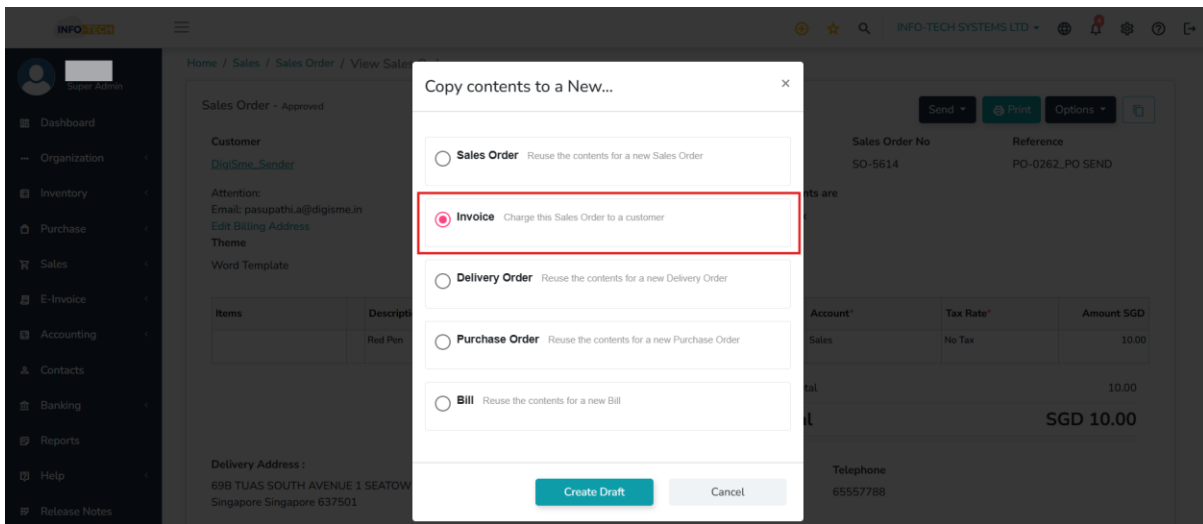 INFO-TECH
INFO-TECH SYSTEMS LTD
Super Admin
Dashboard
Organization
Inventory
Purchase
Sales
E-Invoice
Accounting
Contacts
Banking
Reports
Help
Release Notes
Home / Sales / Sales Order / View Sale
Sales Order - Approved
Send
Print
Options
Customer
Sales Order No
Reference
DigiSme_Sender
SO-5614
PO-0262_PO SEND
Attention:
Email: pasupathi.a@digisme.in
Edit Billing Address
Theme
Word Template
Items
Account*
Tax Rate*
Amount SGD
Red Pen
Sales
No Tax
10.00
10.00
SGD 10.00
Delivery Address :
69B TUAS SOUTH AVENUE 1 SEATOW
Singapore Singapore 637501
Telephone
65557788
Copy contents to a New...
×
Sales Order Reuse the contents for a new Sales Order
Invoice Charge this Sales Order to a customer
Delivery Order Reuse the contents for a new Delivery Order
Purchase Order Reuse the contents for a new Purchase Order
Bill Reuse the contents for a new Bill
Create Draft
Cancel